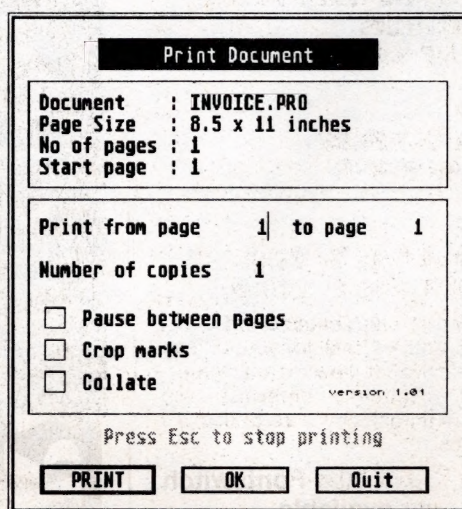 Print Document
Document : INVOICE.PRO
Page Size : 8.5 x 11 inches
No of pages : 1
Start page : 1
Print from page 1 to page 1
Number of copies 1
Pause between pages
Crop marks
Collate
version 1.01
Press Esc to stop printing
PRINT OK Quit